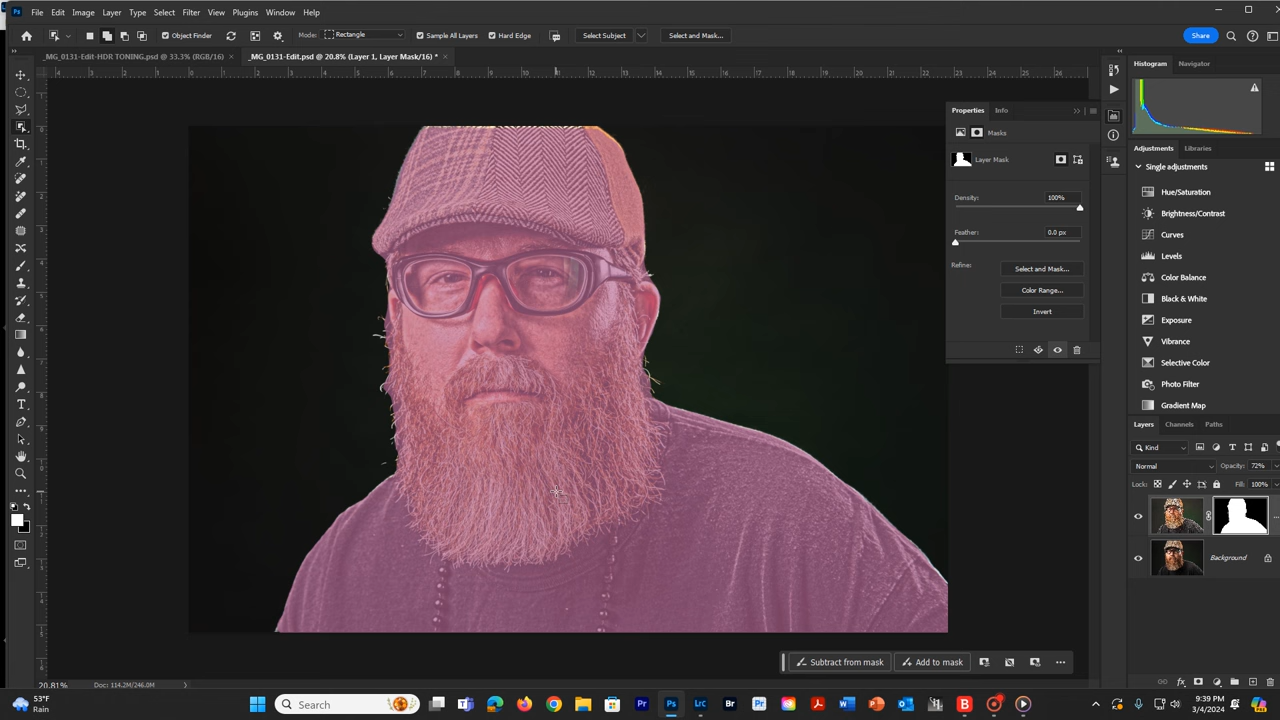 File Edit Image Layer Type Select Filter View Plugins Window Help
Object Finder Mode: Rectangle Sample All Layers Hard Edge Select Subject Select and Mask... Share
_MG_0131-Edit-HDR TONING.psd @ 33.3% (RGB/16) × _MG_0131-Edit.psd @ 20.8% (Layer 1, Layer Mask/16) * ×
Histogram Navigator
Properties Info
Masks
Layer Mask
Density: 100%
Feather: 0.0 px
Refine: Select and Mask...
Color Range...
Invert
Adjustments Libraries
Single adjustments
Hue/Saturation
Brightness/Contrast
Curves
Levels
Color Balance
Black & White
Exposure
Vibrance
Selective Color
Photo Filter
Gradient Map
Layers Channels Paths
Kind
Normal Opacity: 72%
Lock: Fill: 100%
Background
Subtract from mask Add to mask
20.81% Doc: 114.2M/246.0M
53°F
Rain
Search
9:39 PM
3/4/2024